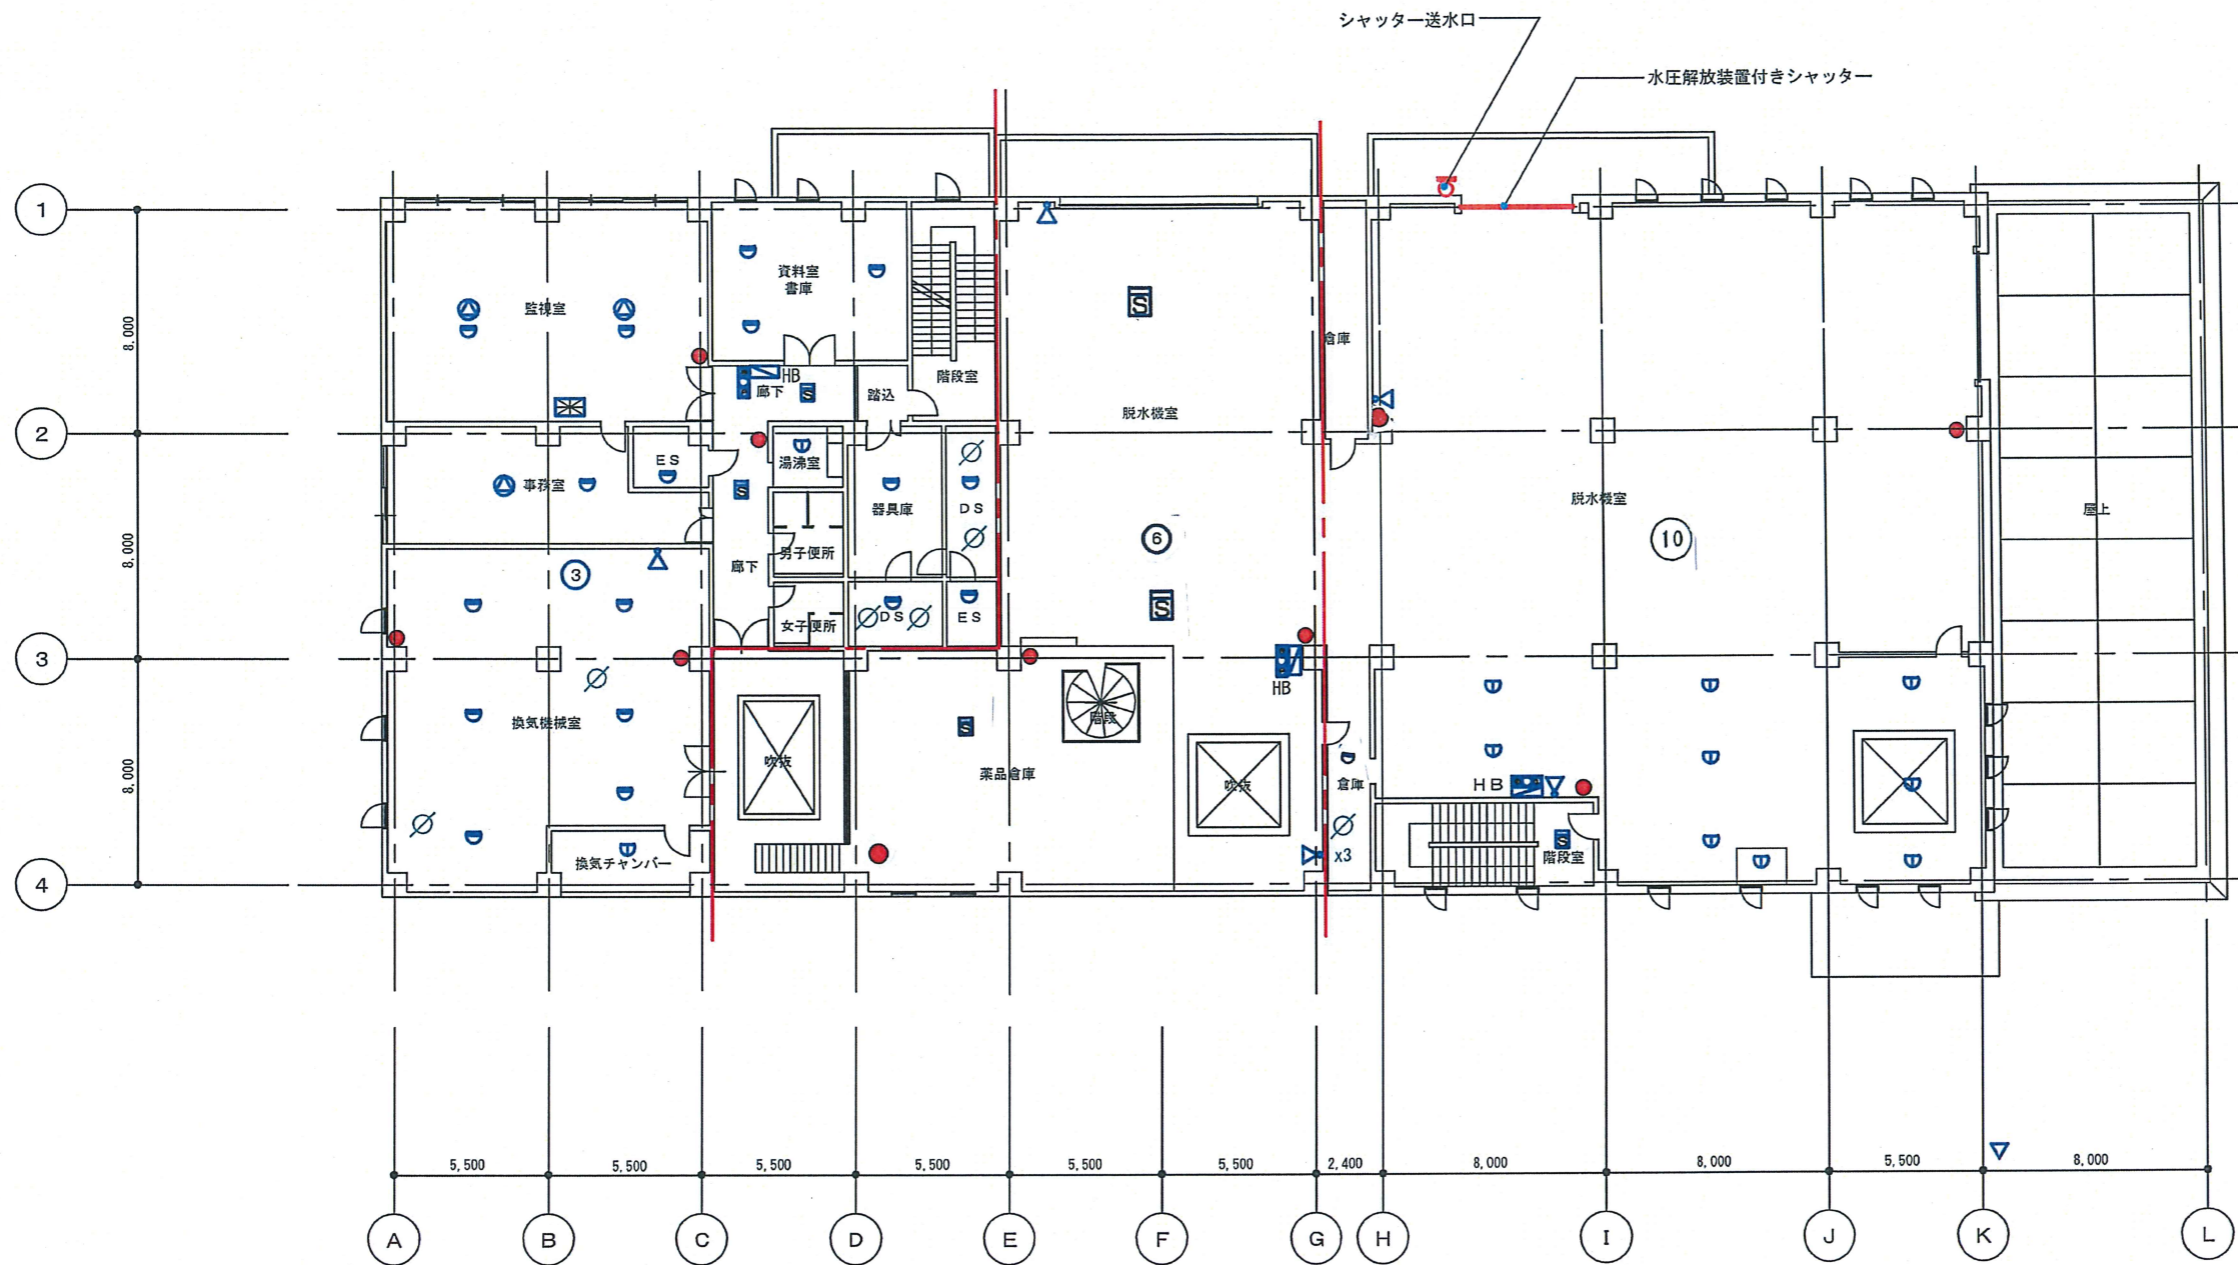 シャッター送水口
水圧解放装置付きシャッター
1
8,000
2
8,000
3
8,000
4
監視室
資料室
書庫
HB
廊下
S
踏込
階段室
S
脱水機室
倉庫
ES
湯沸室
事務室
S
器具庫
DS
男子便所
廊下
3
女子便所
DS
ES
6
S
脱水機室
10
屋上
換気機械室
吹抜
S
階段
薬品倉庫
HB
吹抜
倉庫
HB
x3
S
階段室
換気チャンバー
5,500
5,500
5,500
5,500
5,500
5,500
2,400
8,000
8,000
5,500
8,000
A
B
C
D
E
F
G
H
I
J
K
L